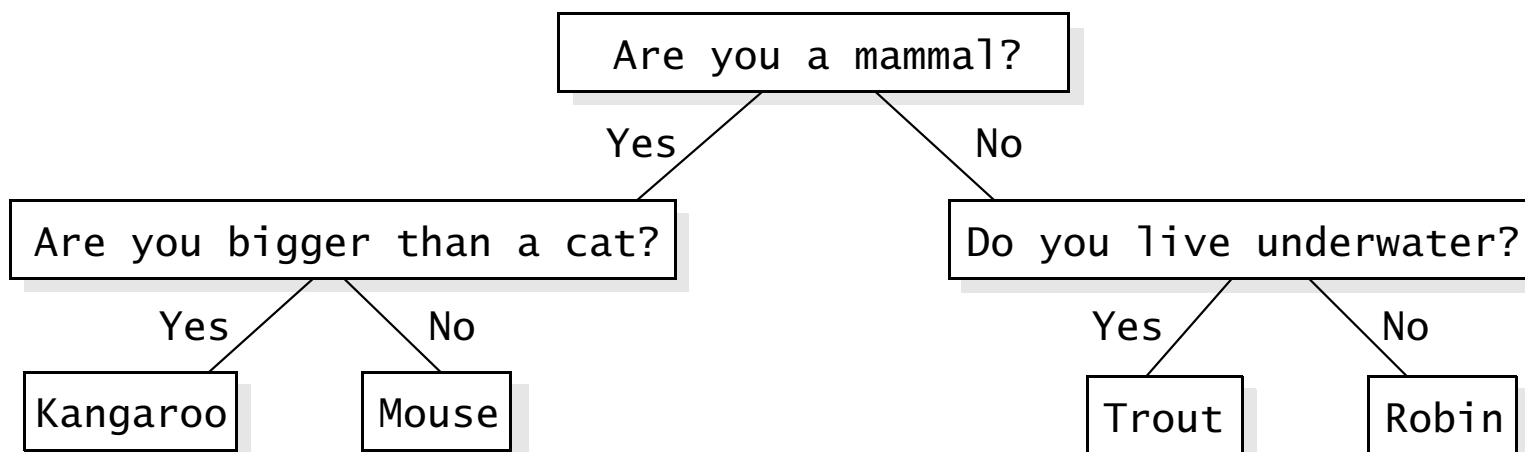 Are you a mammal?
Yes
No
Are you bigger than a cat?
Do you live underwater?
Yes
No
Yes
No
Kangaroo
Mouse
Trout
Robin